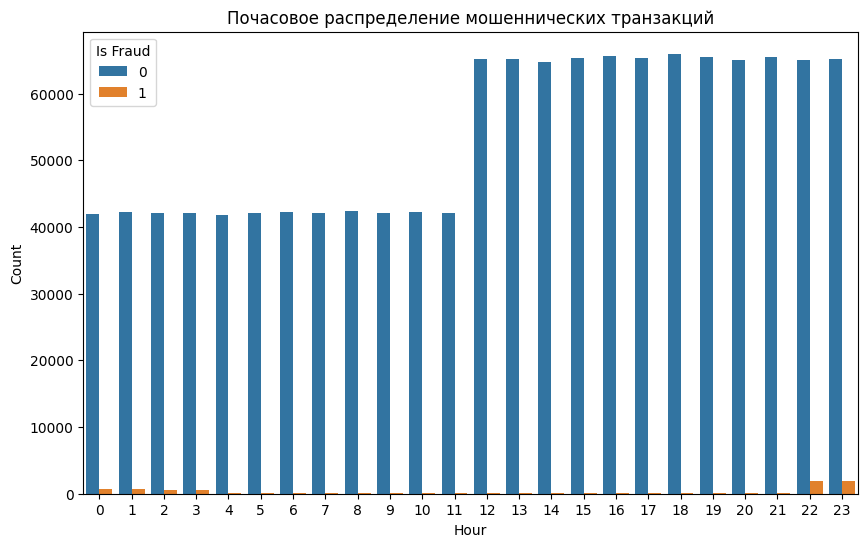 Почасовое распределение мошеннических транзакций
Is Fraud
0
1
60000
50000
40000
30000
20000
10000
0
Count
0 1 2 3 4 5 6 7 8 9 10 11 12 13 14 15 16 17 18 19 20 21 22 23
Hour